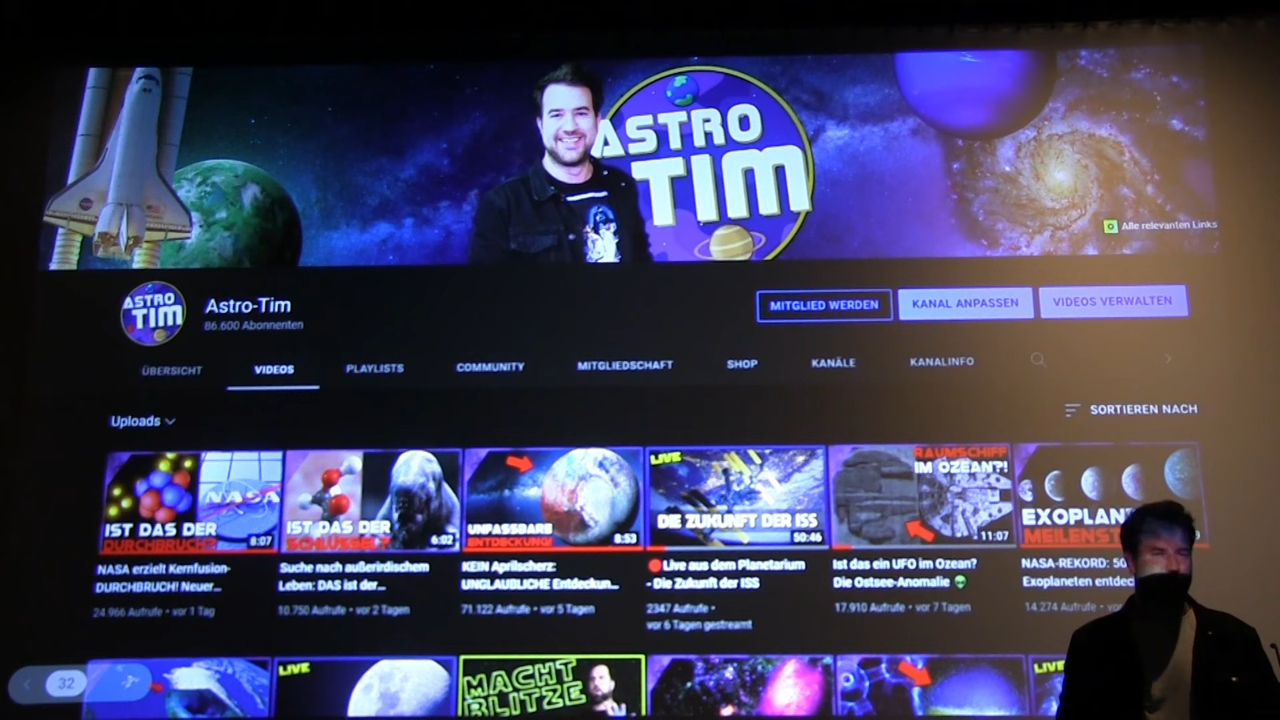 ASTRO
TIM
Alle relevanten Links
ASTRO
TIM
Astro-Tim
86.600 Abonnenten
MITGLIED WERDEN
KANAL ANPASSEN
VIDEOS VERWALTEN
ÜBERSICHT
VIDEOS
PLAYLISTS
COMMUNITY
MITGLIEDSCHAFT
SHOP
KANÄLE
KANALINFO
Uploads
SORTIEREN NACH
NASA
IST DAS DER
DURCHBRUCH?
8:07
NASA erzielt Kernfusion-
DURCHBRUCH! Neuer...
24.966 Aufrufe • vor 1 Tag
IST DAS DER
SCHLÜSSEL?
6:02
Suche nach außerirdischem
Leben: DAS ist der...
10.750 Aufrufe • vor 2 Tagen
UNFASSBARE
ENTDECKUNG!
8:53
KEIN Aprilscherz:
UNGLAUBLICHE Entdeckun...
71.122 Aufrufe • vor 5 Tagen
LIVE
DIE ZUKUNFT DER ISS
50:46
Live aus dem Planetarium
- Die Zukunft der ISS
2347 Aufrufe •
vor 6 Tagen gestreamt
RAUMSCHIFF
IM OZEAN?!
11:07
Ist das ein UFO im Ozean?
Die Ostsee-Anomalie
17.910 Aufrufe • vor 7 Tagen
EXOPLAN
MEILENST
NASA-REKORD: 50
Exoplaneten entdec
14.274 Aufrufe • vor
32
LIVE
MACHT
BLITZE
LIVE